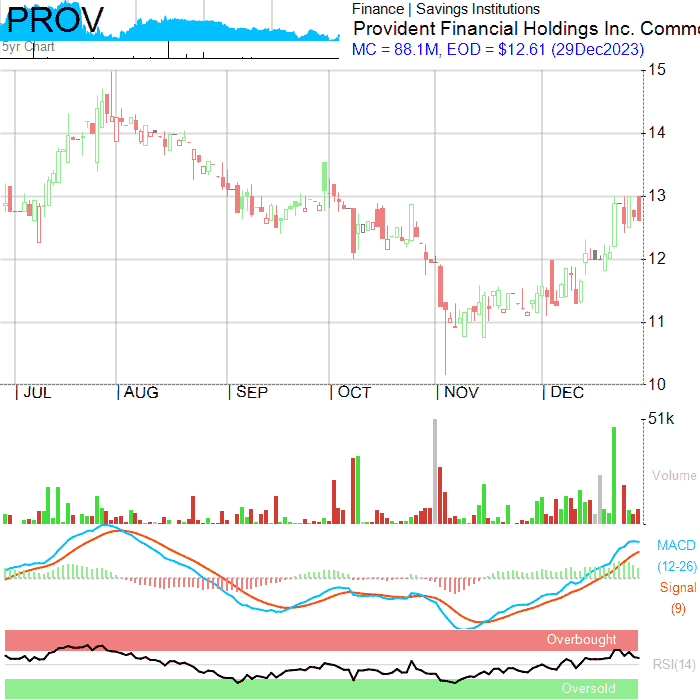 PROV
5yr Chart
Finance | Savings Institutions
Provident Financial Holdings Inc. Comm
MC = 88.1M, EOD = $12.61 (29Dec2023)
15
14
13
12
11
10
JUL AUG SEP OCT NOV DEC
51k
Volume
MACD
(12-26)
Signal
(9)
Overbought
RSI(14)
Oversold